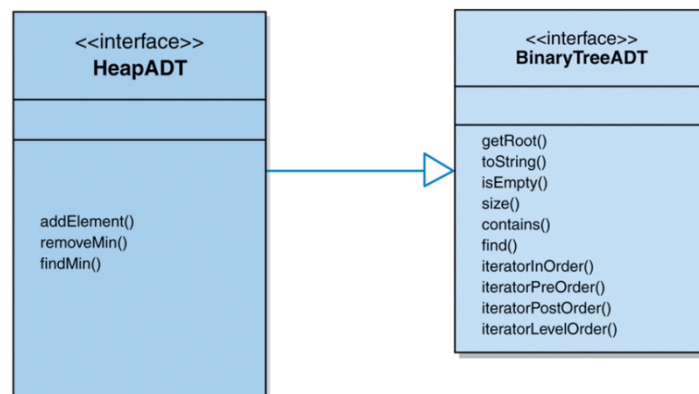 <<interface>>
HeapADT
addElement()
removeMin()
findMin()
<<interface>>
BinaryTreeADT
getRoot()
toString()
isEmpty()
size()
contains()
find()
iteratorInOrder()
iteratorPreOrder()
iteratorPostOrder()
iteratorLevelOrder()